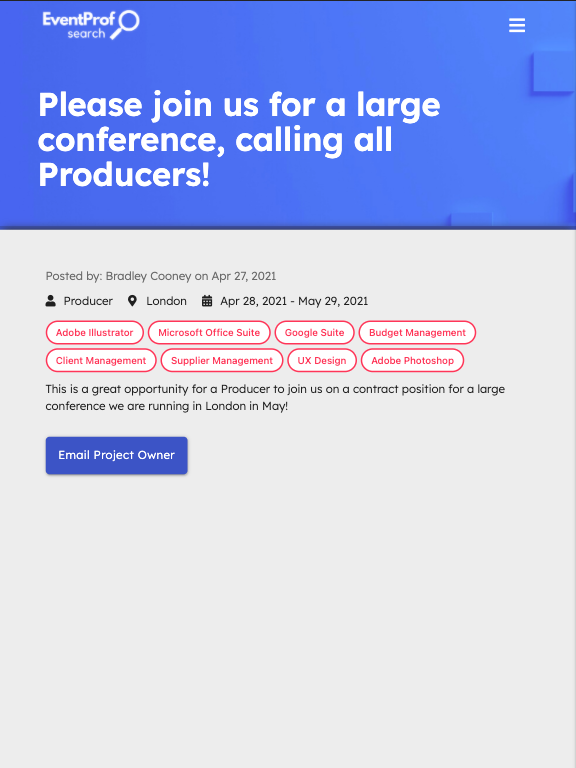 EventProf
search
Please join us for a large
conference, calling all
Producers!
Posted by: Bradley Cooney on Apr 27, 2021
Producer London Apr 28, 2021 - May 29, 2021
Adobe Illustrator Microsoft Office Suite Google Suite Budget Management
Client Management Supplier Management UX Design Adobe Photoshop
This is a great opportunity for a Producer to join us on a contract position for a large
conference we are running in London in May!
Email Project Owner